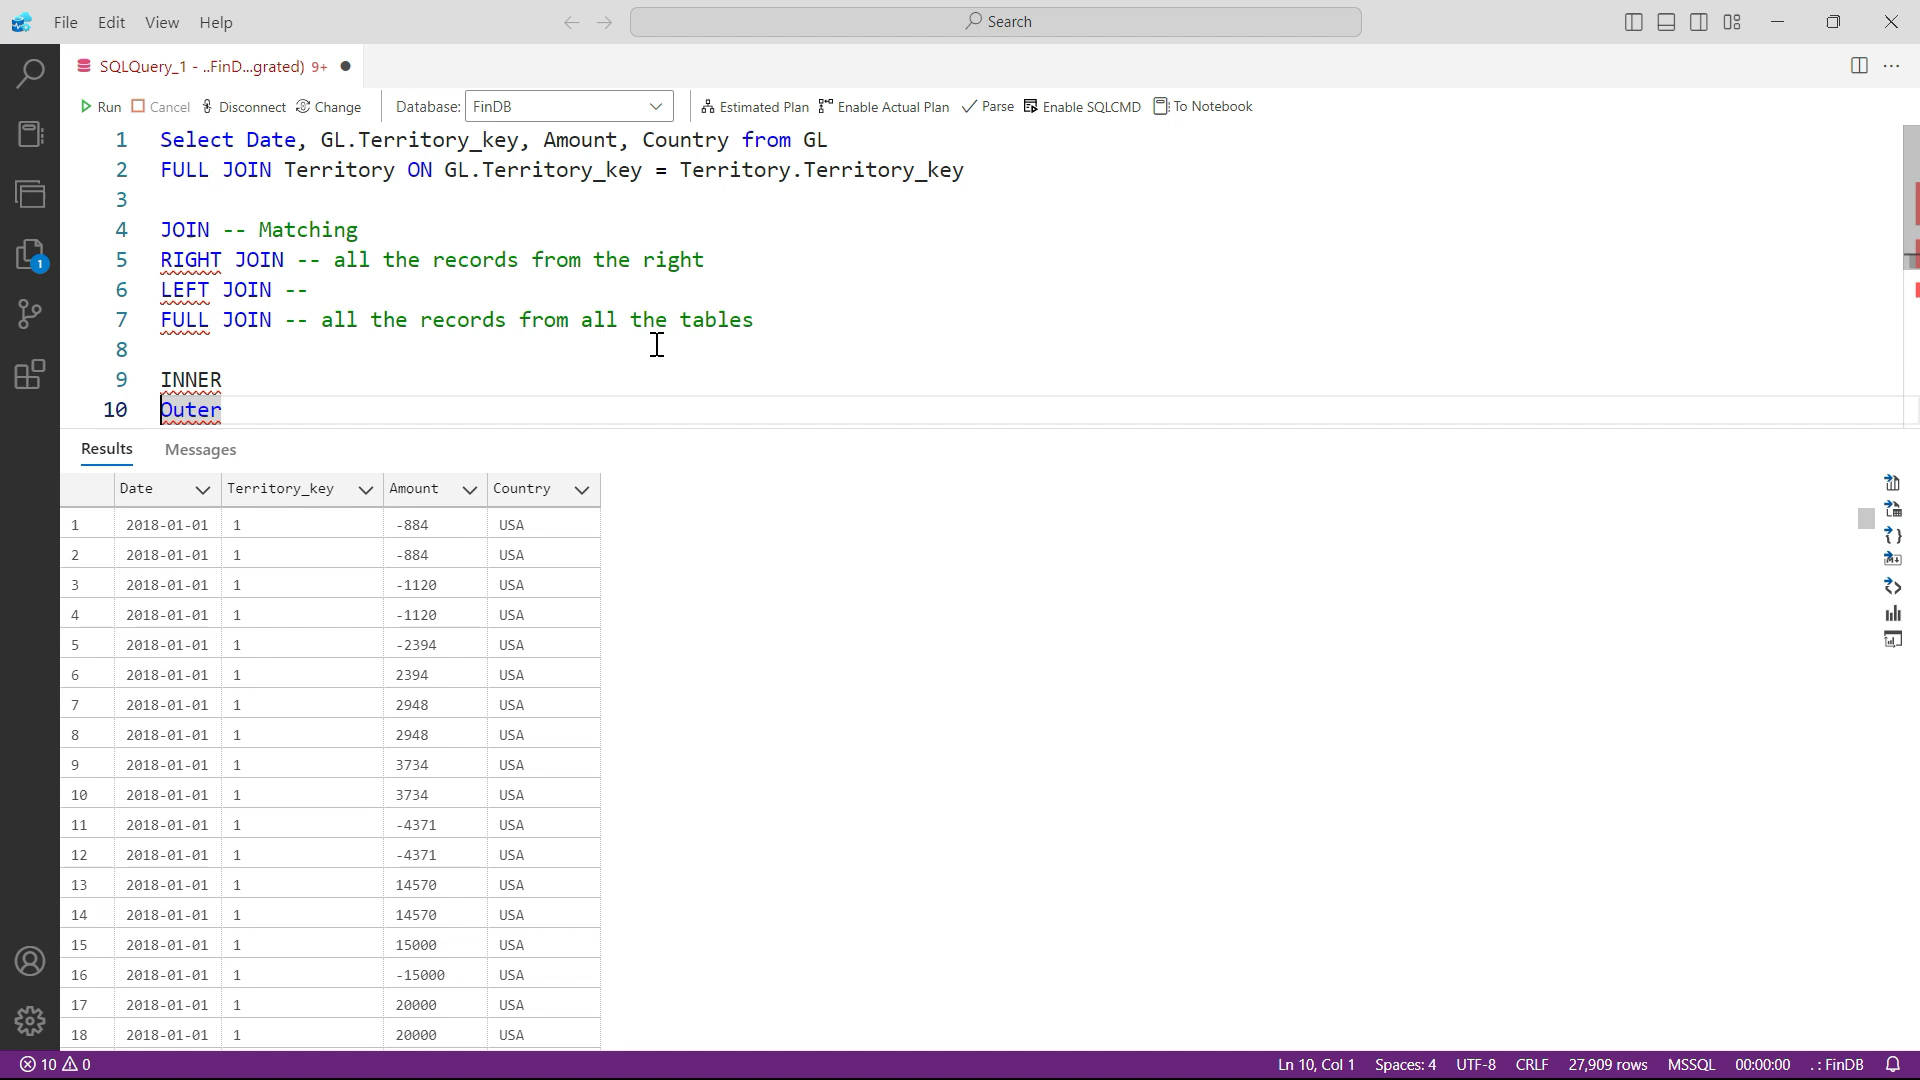 File Edit View Help
Search
SQLQuery_1 - ..FinD...grated) 9+
Run Cancel Disconnect Change Database: FinDB Estimated Plan Enable Actual Plan Parse Enable SQLCMD To Notebook
1 Select Date, GL.Territory_key, Amount, Country from GL
2 FULL JOIN Territory ON GL.Territory_key = Territory.Territory_key
3
4 JOIN -- Matching
5 RIGHT JOIN -- all the records from the right
6 LEFT JOIN --
7 FULL JOIN -- all the records from all the tables
8
9 INNER
10 Outer
1
Results Messages
Date Territory_key Amount Country
1 2018-01-01 1 -884 USA
2 2018-01-01 1 -884 USA
3 2018-01-01 1 -1120 USA
4 2018-01-01 1 -1120 USA
5 2018-01-01 1 -2394 USA
6 2018-01-01 1 2394 USA
7 2018-01-01 1 2948 USA
8 2018-01-01 1 2948 USA
9 2018-01-01 1 3734 USA
10 2018-01-01 1 3734 USA
11 2018-01-01 1 -4371 USA
12 2018-01-01 1 -4371 USA
13 2018-01-01 1 14570 USA
14 2018-01-01 1 14570 USA
15 2018-01-01 1 15000 USA
16 2018-01-01 1 -15000 USA
17 2018-01-01 1 20000 USA
18 2018-01-01 1 20000 USA
10 0 Ln 10, Col 1 Spaces: 4 UTF-8 CRLF 27,909 rows MSSQL 00:00:00 . : FinDB